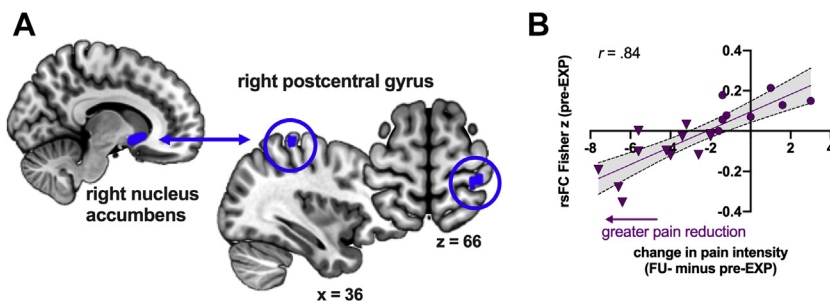 A
right postcentral gyrus
right nucleus
accumbens
z = 66
x = 36
B
r = .84
rsFC Fisher z (pre-EXP)
0.4
0.2
-0.2
-0.4
-8
-6
-4
-2
0
2
4
greater pain reduction
change in pain intensity
(FU- minus pre-EXP)